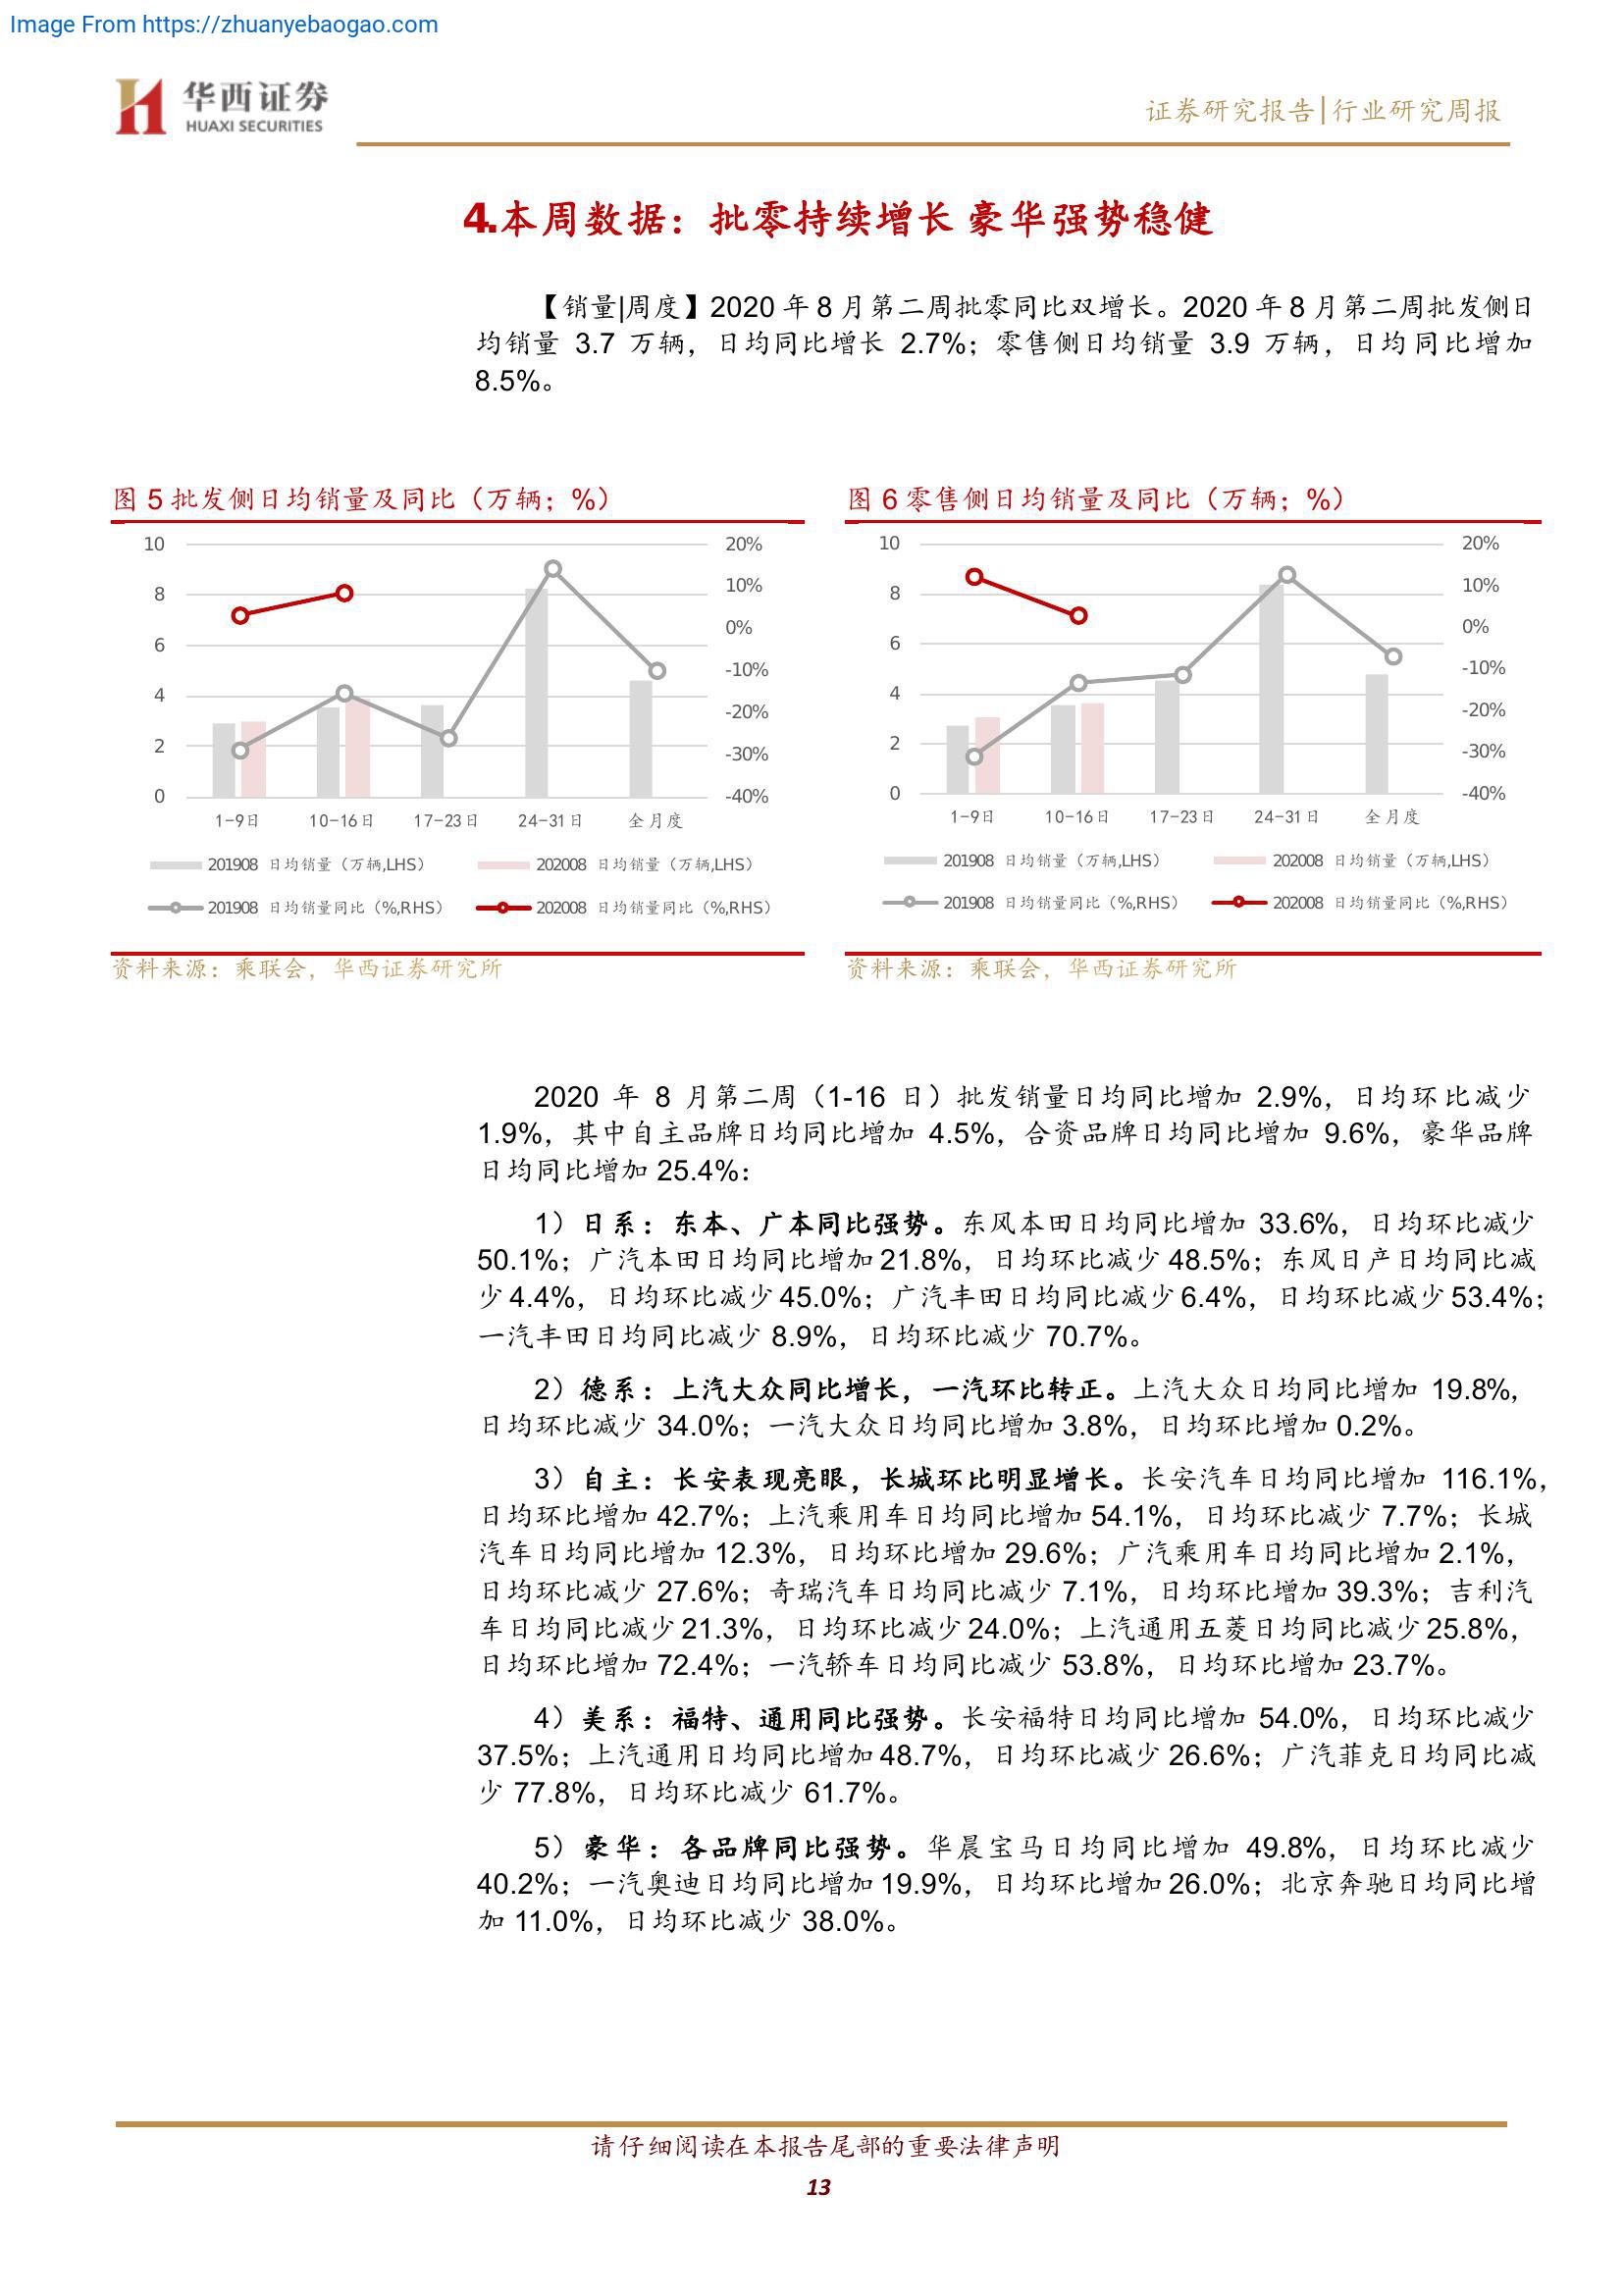 Image From https://zhuanyebaogao.com
华西证券
HUAXI SECURITIES
证券研究报告|行业研究周报
4.本周数据：批零持续增长 豪华强势稳健
【销量|周度】2020 年 8 月第二周批零同比双增长。2020 年 8 月第二周批发侧日
均销量 3.7 万辆，日均同比增长 2.7%；零售侧日均销量 3.9 万辆，日均同比增加
8.5%。
图 5 批发侧日均销量及同比（万辆；%）
10
8
6
4
2
0
20%
10%
0%
-10%
-20%
-30%
-40%
1-9日 10-16日 17-23日 24-31日 全月度
201908 日均销量（万辆,LHS） 202008 日均销量（万辆,LHS）
201908 日均销量同比（%,RHS） 202008 日均销量同比（%,RHS）
资料来源：乘联会，华西证券研究所
图 6 零售侧日均销量及同比（万辆；%）
10
8
6
4
2
0
20%
10%
0%
-10%
-20%
-30%
-40%
1-9日 10-16日 17-23日 24-31日 全月度
201908 日均销量（万辆,LHS） 202008 日均销量（万辆,LHS）
201908 日均销量同比（%,RHS） 202008 日均销量同比（%,RHS）
资料来源：乘联会，华西证券研究所
2020 年 8 月第二周（1-16 日）批发销量日均同比增加 2.9%，日均环比减少
1.9%，其中自主品牌日均同比增加 4.5%，合资品牌日均同比增加 9.6%，豪华品牌
日均同比增加 25.4%：
1）日系：东本、广本同比强势。东风本田日均同比增加 33.6%，日均环比减少
50.1%；广汽本田日均同比增加 21.8%，日均环比减少 48.5%；东风日产日均同比减
少 4.4%，日均环比减少 45.0%；广汽丰田日均同比减少 6.4%，日均环比减少 53.4%；
一汽丰田日均同比减少 8.9%，日均环比减少 70.7%。
2）德系：上汽大众同比增长，一汽环比转正。上汽大众日均同比增加 19.8%，
日均环比减少 34.0%；一汽大众日均同比增加 3.8%，日均环比增加 0.2%。
3）自主：长安表现亮眼，长城环比明显增长。长安汽车日均同比增加 116.1%，
日均环比增加 42.7%；上汽乘用车日均同比增加 54.1%，日均环比减少 7.7%；长城
汽车日均同比增加 12.3%，日均环比增加 29.6%；广汽乘用车日均同比增加 2.1%，
日均环比减少 27.6%；奇瑞汽车日均同比减少 7.1%，日均环比增加 39.3%；吉利汽
车日均同比减少 21.3%，日均环比减少 24.0%；上汽通用五菱日均同比减少 25.8%，
日均环比增加 72.4%；一汽轿车日均同比减少 53.8%，日均环比增加 23.7%。
4）美系：福特、通用同比强势。长安福特日均同比增加 54.0%，日均环比减少
37.5%；上汽通用日均同比增加 48.7%，日均环比减少 26.6%；广汽菲克日均同比减
少 77.8%，日均环比减少 61.7%。
5）豪华：各品牌同比强势。华晨宝马日均同比增加 49.8%，日均环比减少
40.2%；一汽奥迪日均同比增加 19.9%，日均环比增加 26.0%；北京奔驰日均同比增
加 11.0%，日均环比减少 38.0%。
请仔细阅读在本报告尾部的重要法律声明
13